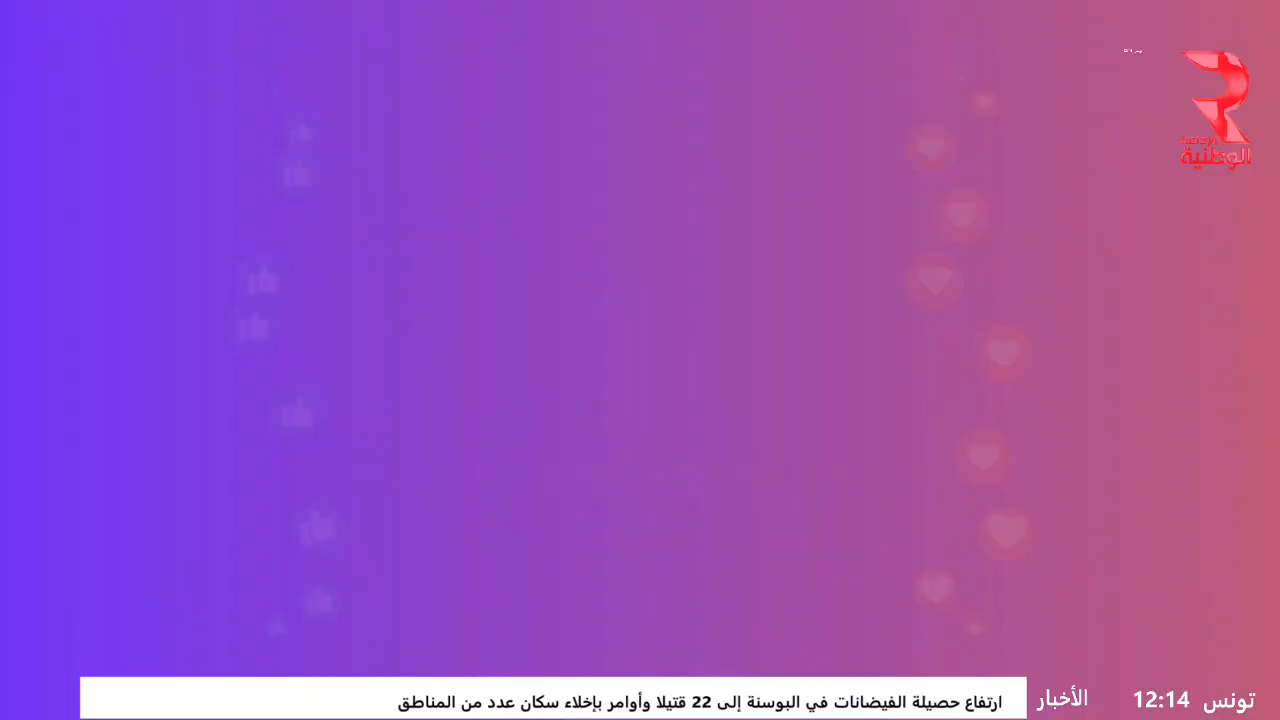 الوطنية
ارتفاع حصيلة الفيضانات في البوسنة إلى 22 قتيلا وأوامر بإخلاء سكان عدد من المناطق
الأخبار
تونس 12:14